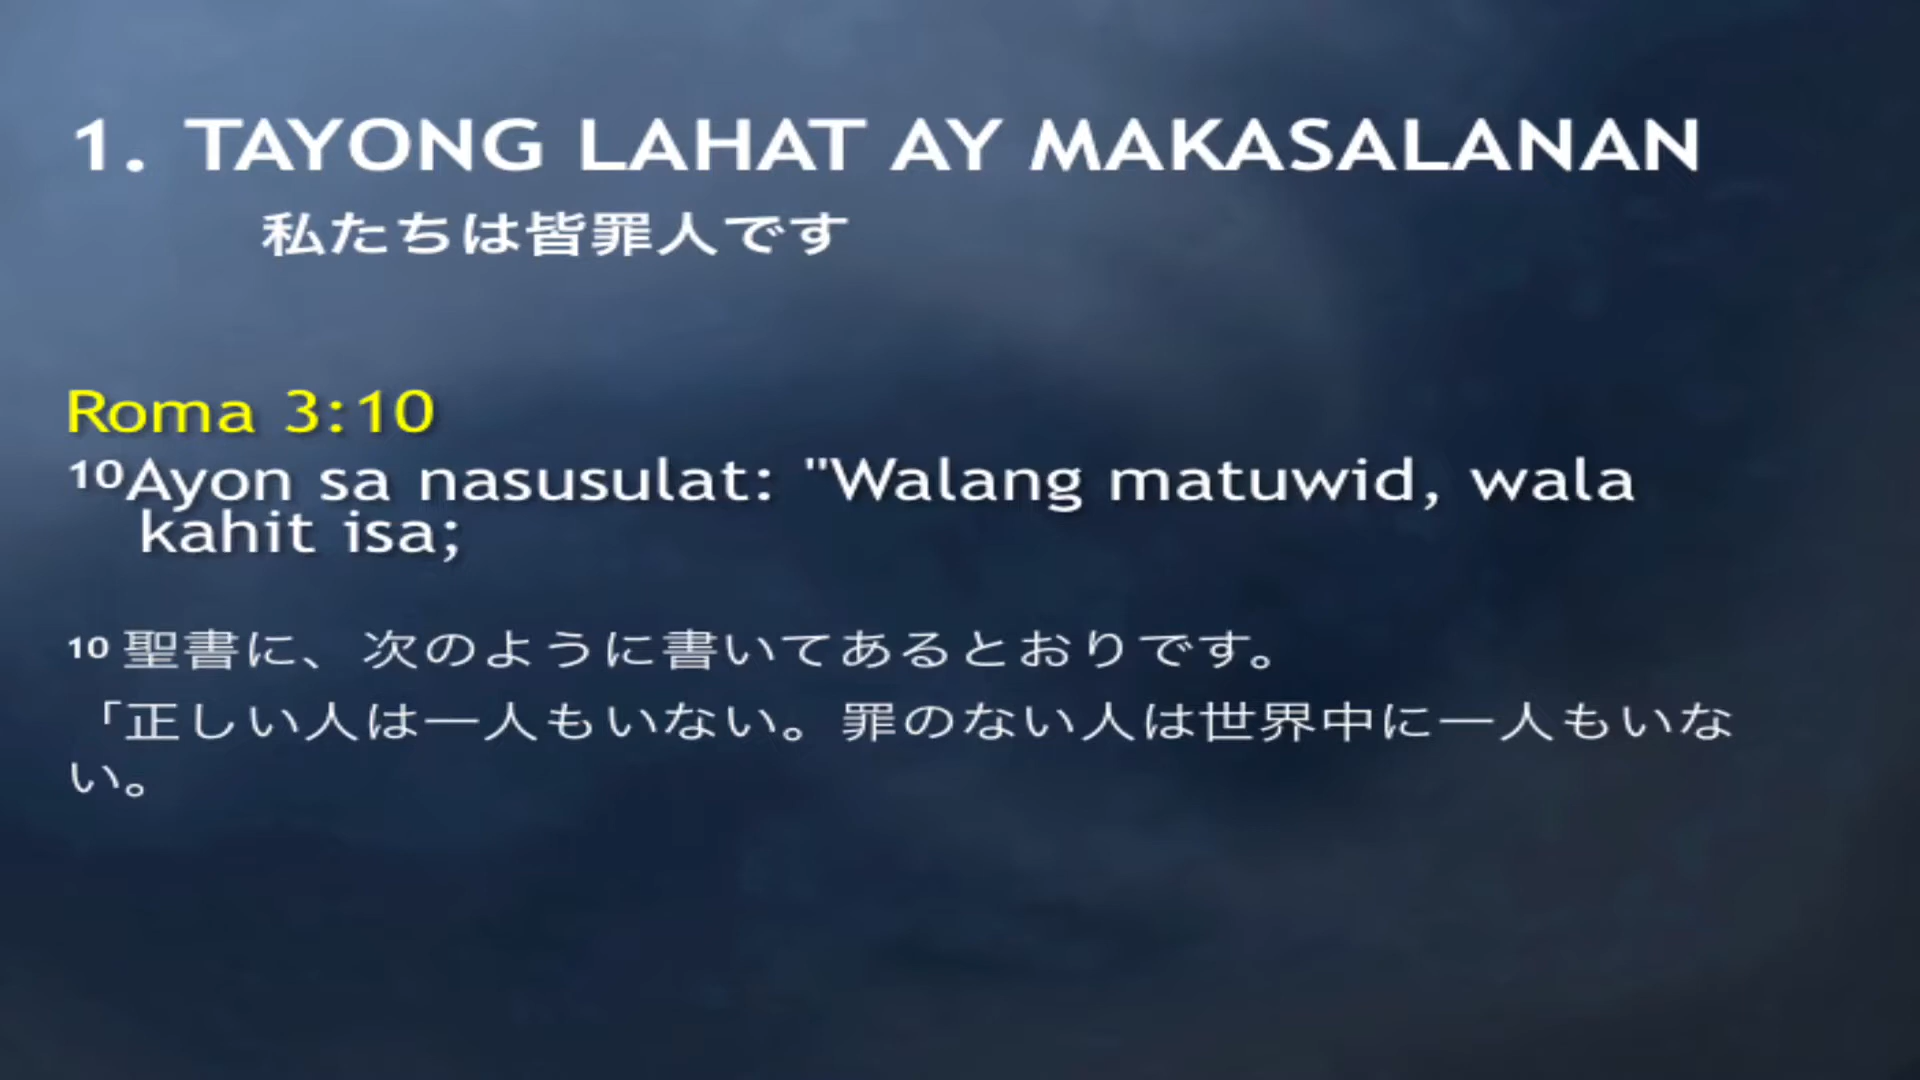 1. TAYONG LAHAT AY MAKASALANAN
私たちは皆罪人です
Roma 3:10
¹⁰Ayon sa nasusulat: "Walang matuwid, wala
kahit isa;
¹⁰ 聖書に、次のように書いてあるとおりです。
「正しい人は一人もいない。罪のない人は世界中に一人もいな
い。